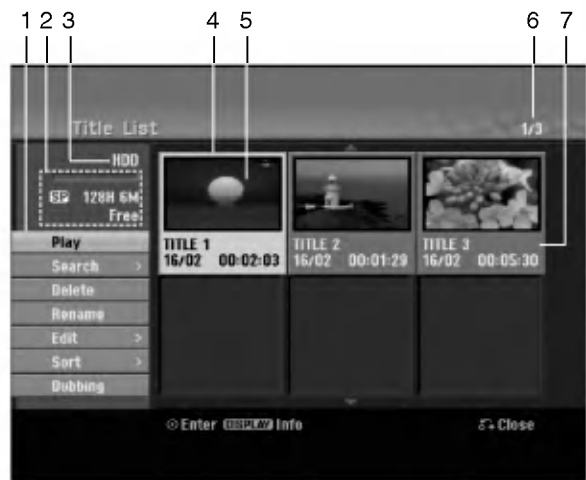 1 2 3 4 5 6 7
Title List
1/3
HDD
SP 128H 6M
Free
Play
Search >
Delete
Rename
Edit >
Sort >
Dubbing
TITLE 1
16/02 00:02:03
TITLE 2
16/02 00:01:29
TITLE 3
16/02 00:05:30
Enter DISPLAY Info
Close